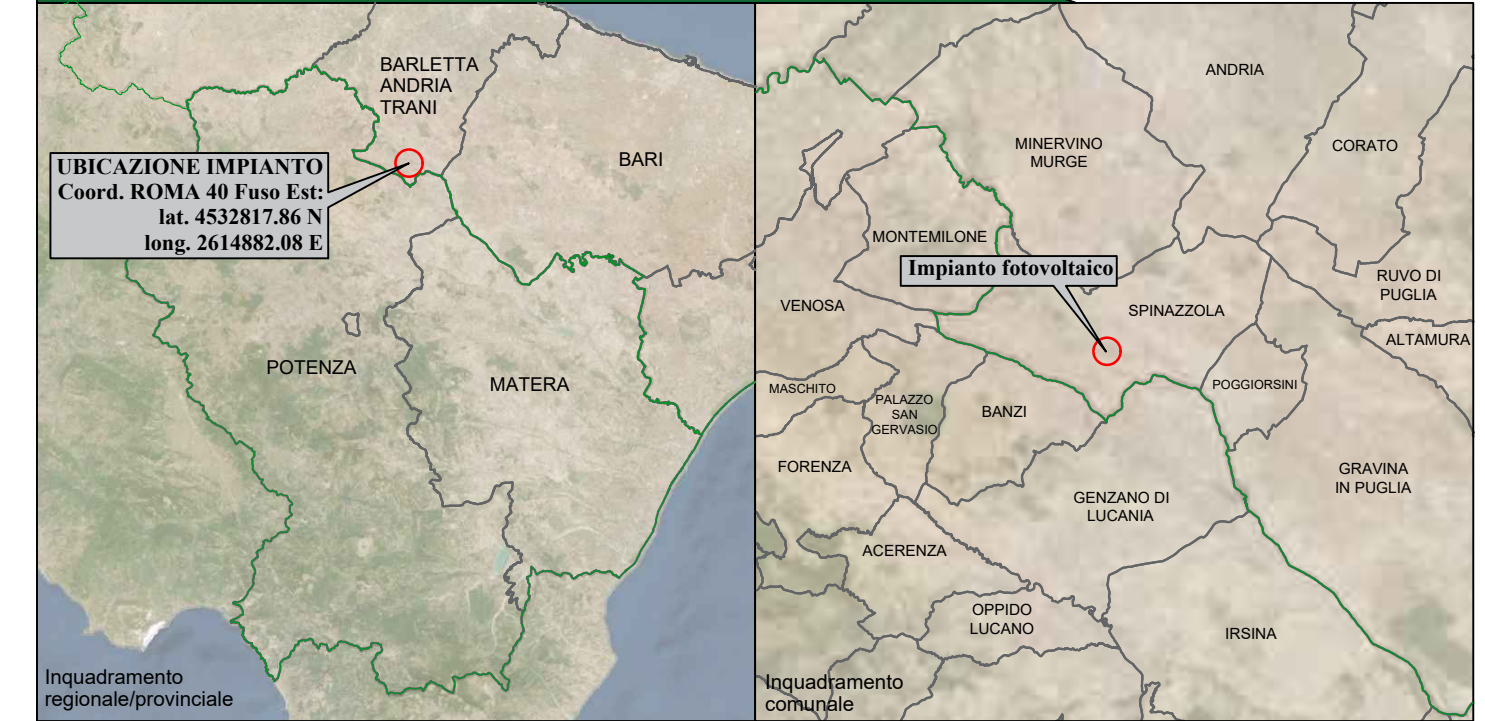 BARLETTA
ANDRIA
TRANI
BARI
UBICAZIONE IMPIANTO
Coord. ROMA 40 Fuso Est:
lat. 4532817.86 N
long. 2614882.08 E
POTENZA
MATERA
Inquadramento
regionale/provinciale
ANDRIA
CORATO
MINERVINO
MURGE
MONTEMILONE
Impianto fotovoltaico
RUVO DI
PUGLIA
VENOSA
SPINAZZOLA
ALTAMURA
MASCHITO
PALAZZO
SAN
GERVASIO
BANZI
POGGIORSINI
FORENZA
GRAVINA
IN PUGLIA
GENZANO DI
LUCANIA
ACERENZA
OPPIDO
LUCANO
IRSINA
Inquadramento
comunale